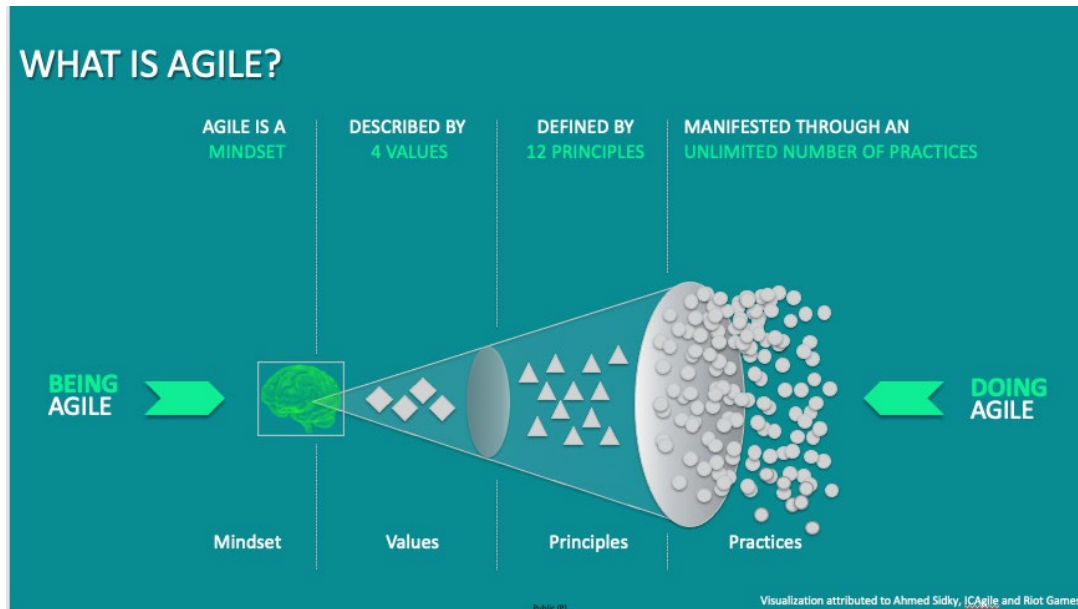 WHAT IS AGILE?
AGILE IS A
MINDSET
DESCRIBED BY
4 VALUES
DEFINED BY
12 PRINCIPLES
MANIFESTED THROUGH AN
UNLIMITED NUMBER OF PRACTICES
BEING
AGILE
DOING
AGILE
Mindset
Values
Principles
Practices
Visualization attributed to Ahmed Sidky, ICAgile and Riot Games